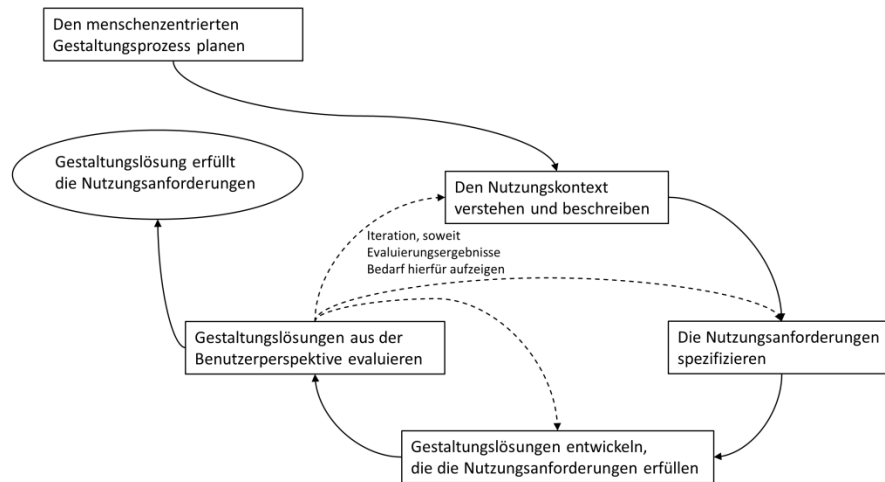 Den menschenzentrierten
Gestaltungsprozess planen
Gestaltungslösung erfüllt
die Nutzungsanforderungen
Den Nutzungskontext
verstehen und beschreiben
Iteration, soweit
Evaluierungsergebnisse
Bedarf hierfür aufzeigen
Gestaltungslösungen aus der
Benutzerperspektive evaluieren
Die Nutzungsanforderungen
spezifizieren
Gestaltungslösungen entwickeln,
die die Nutzungsanforderungen erfüllen